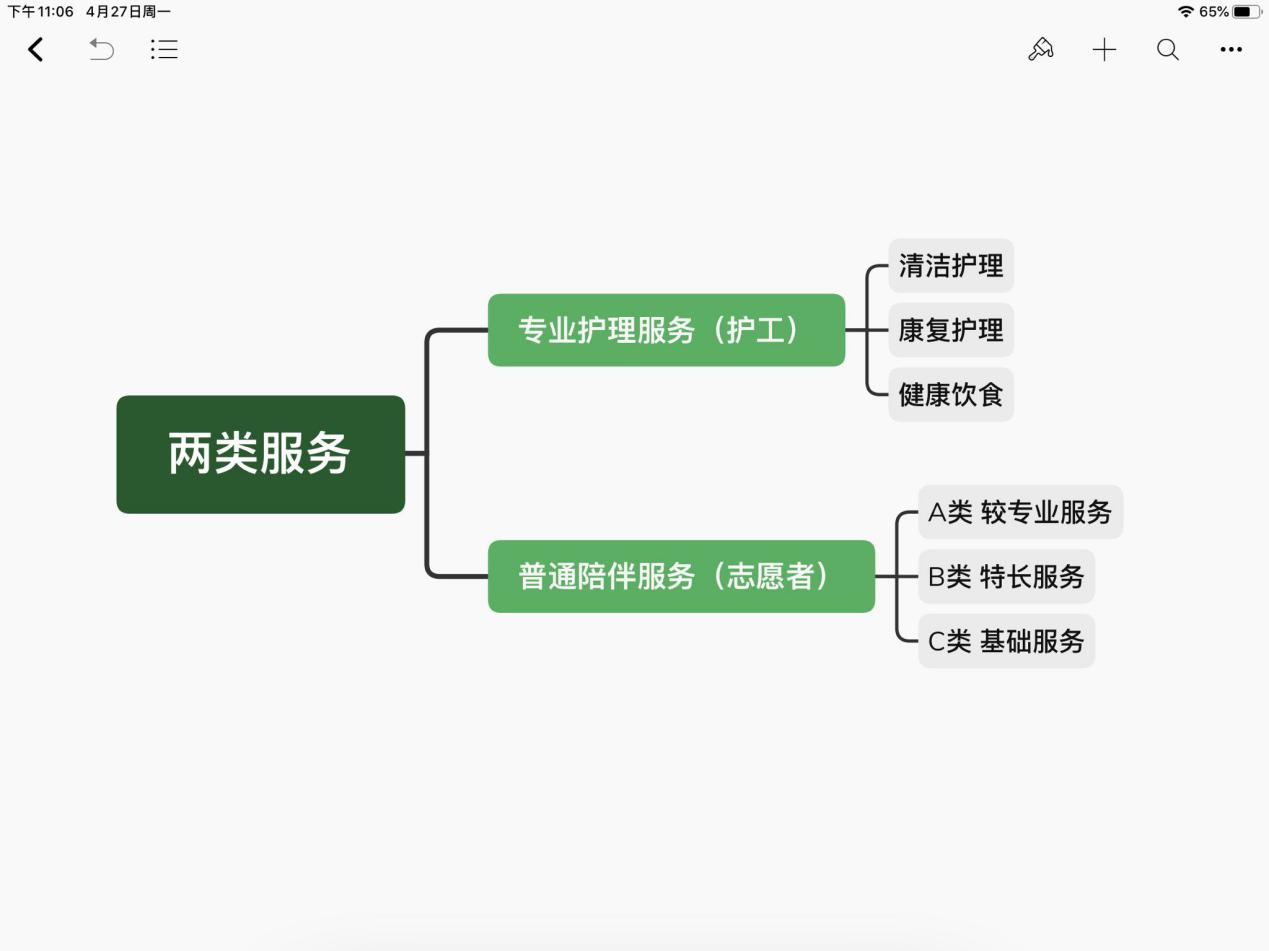 下午11:06 4月27日周一
65%
两类服务
专业护理服务（护工）
清洁护理
康复护理
健康饮食
普通陪伴服务（志愿者）
A类 较专业服务
B类 特长服务
C类 基础服务